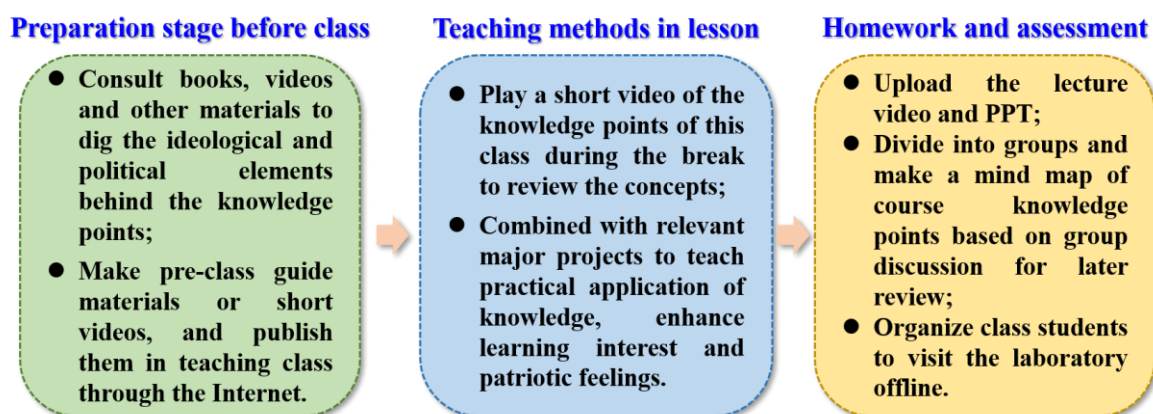 Preparation stage before class
● Consult books, videos
and other materials to
dig the ideological and
political elements
behind the knowledge
points;
● Make pre-class guide
materials or short
videos, and publish
them in teaching class
through the Internet.
Teaching methods in lesson
● Play a short video of the
knowledge points of this
class during the break
to review the concepts;
● Combined with relevant
major projects to teach
practical application of
knowledge, enhance
learning interest and
patriotic feelings.
Homework and assessment
● Upload the lecture
video and PPT;
● Divide into groups and
make a mind map of
course knowledge
points based on group
discussion for later
review;
● Organize class students
to visit the laboratory
offline.